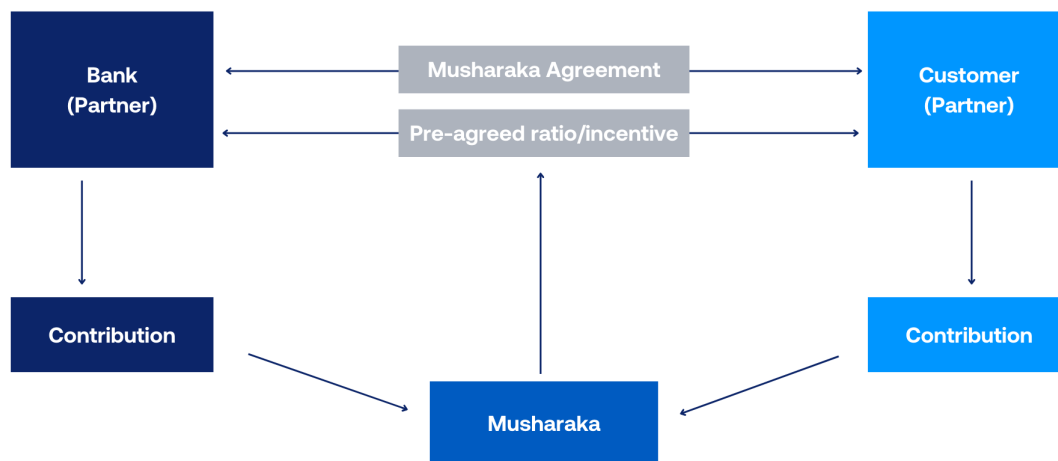 Bank
(Partner)
Musharaka Agreement
Customer
(Partner)
Pre-agreed ratio/incentive
Contribution
Contribution
Musharaka